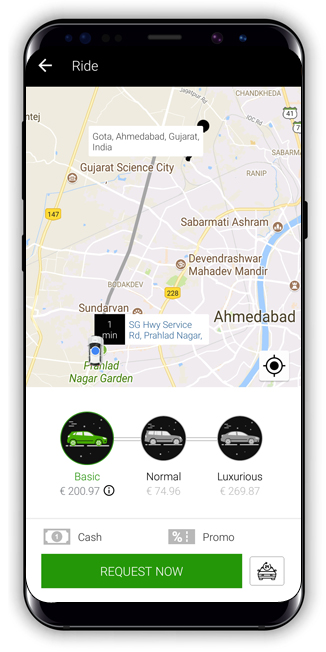 Ride
CHANDKHEDA
41
Gota, Ahmedabad, Gujarat,
India
Gujarat Science City
RANIP
147
Sabarmati Ashram
Devendrashwar
Mahadev Mandir
BODAKDEV
228
Sundarvan
Ahmedabad
1
min
SG Hwy Service
Rd, Prahlad Nagar,
Prahlad
Nagar Garden
Basic
Normal
Luxurious
€ 200.97
€ 74.96
€ 269.87
Cash
Promo
REQUEST NOW